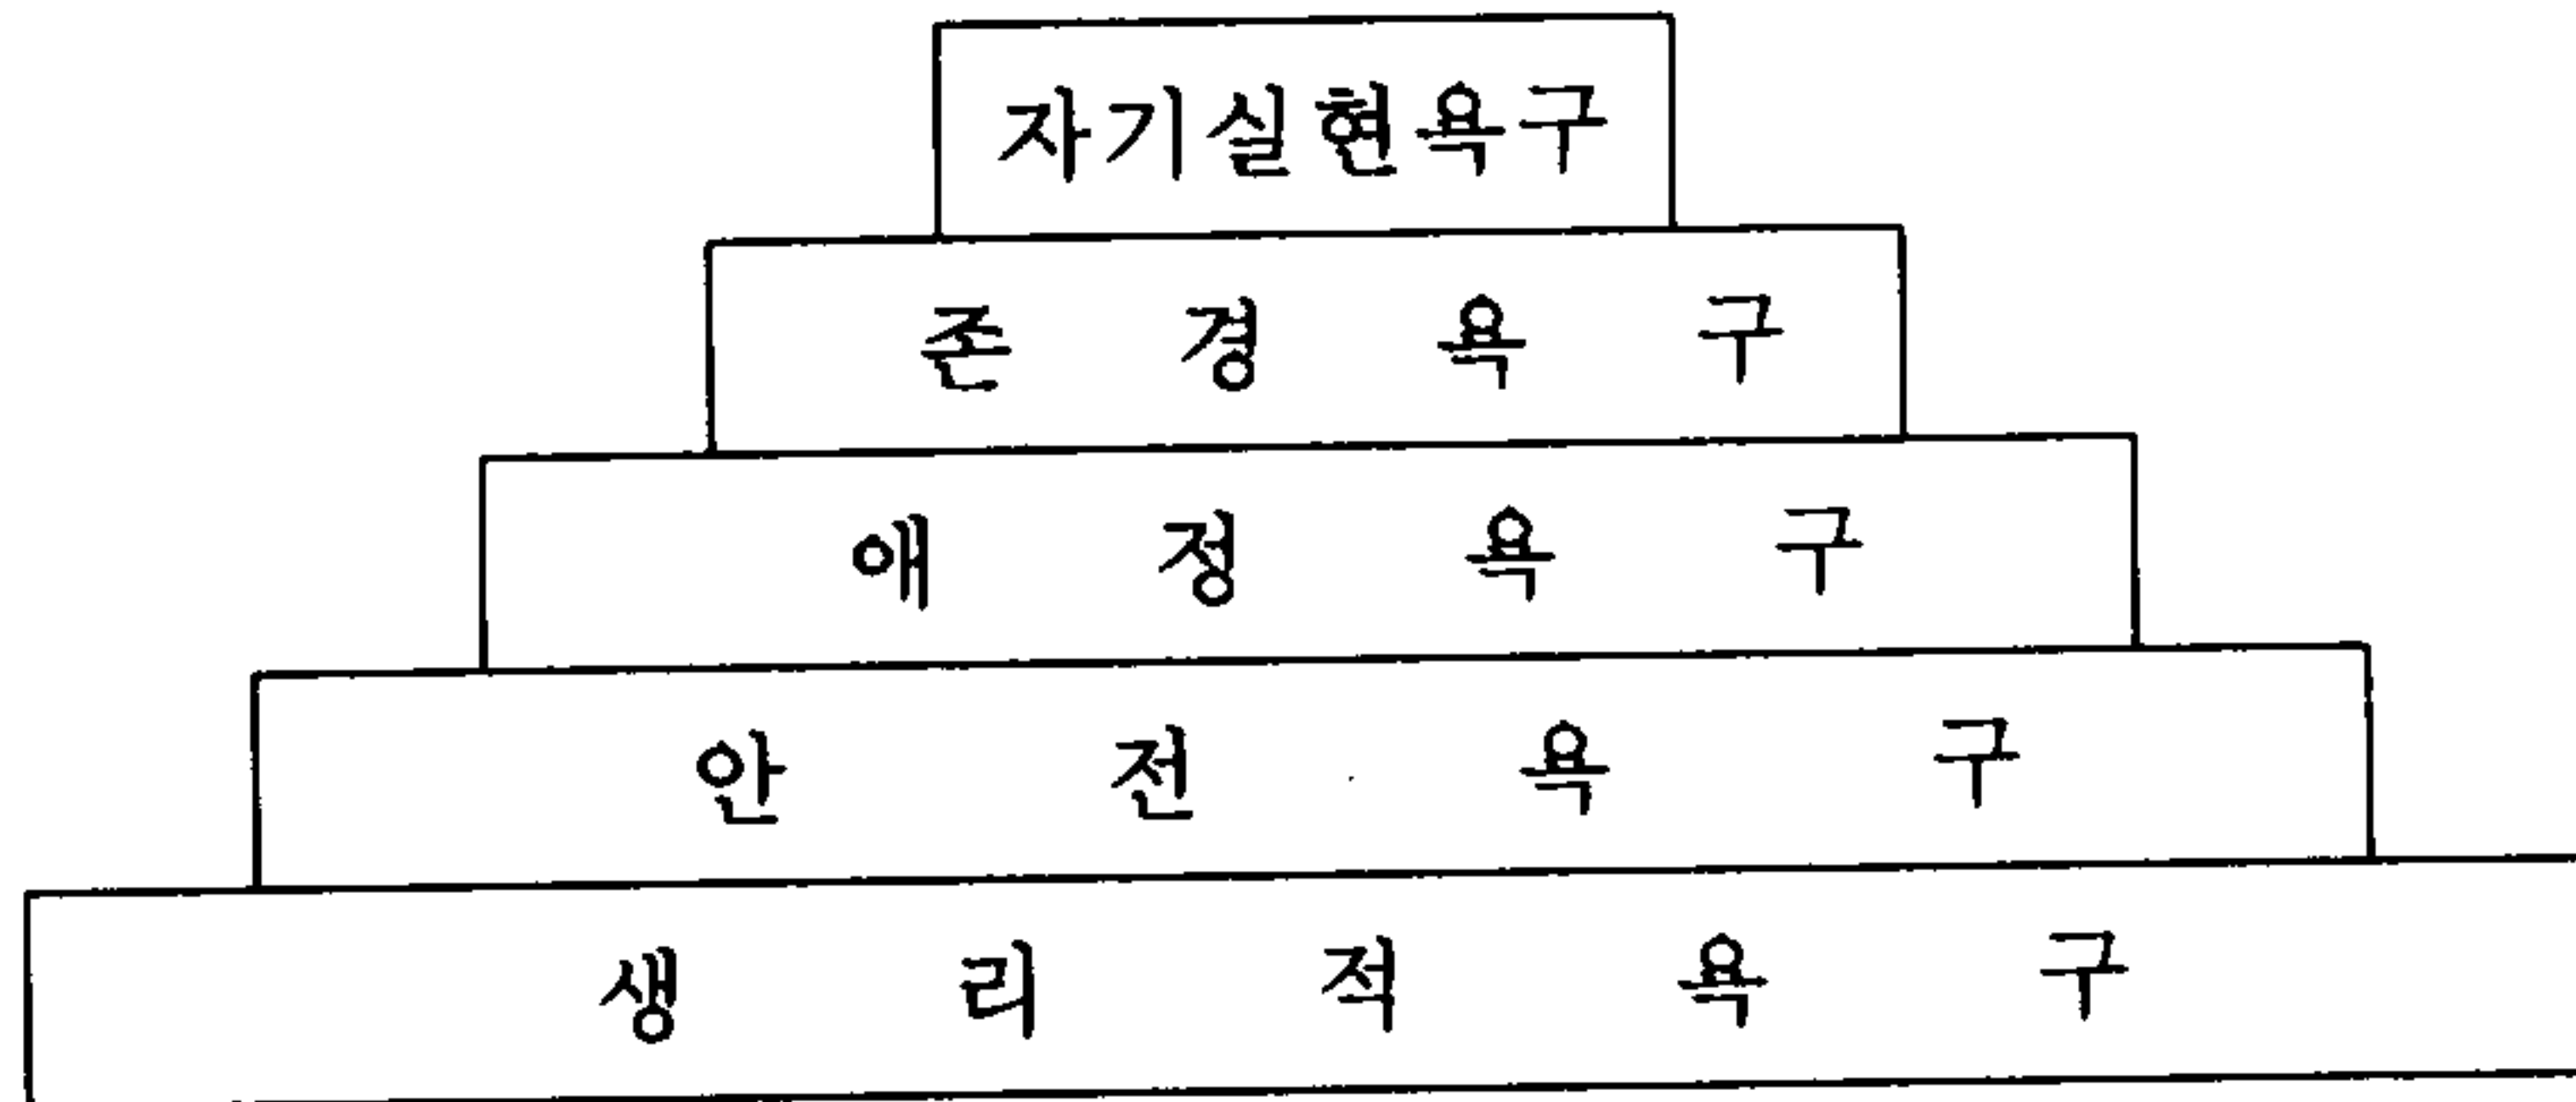 자기실현욕구
존 경 욕 구
애 정 욕 구
안 전 욕 구
생 리 적 욕 구